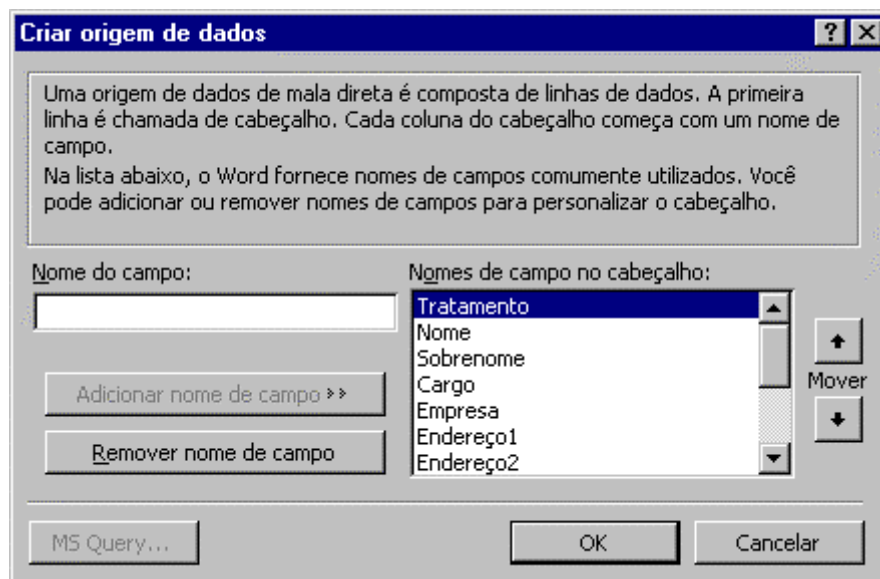 Criar origem de dados
Uma origem de dados de mala direta é composta de linhas de dados. A primeira
linha é chamada de cabeçalho. Cada coluna do cabeçalho começa com um nome de
campo.
Na lista abaixo, o Word fornece nomes de campos comumente utilizados. Você
pode adicionar ou remover nomes de campos para personalizar o cabeçalho.
Nome do campo:
Nomes de campo no cabeçalho:
Tratamento
Nome
Sobrenome
Cargo
Empresa
Endereço1
Endereço2
Adicionar nome de campo >>
Remover nome de campo
Mover
MS Query...
OK
Cancelar